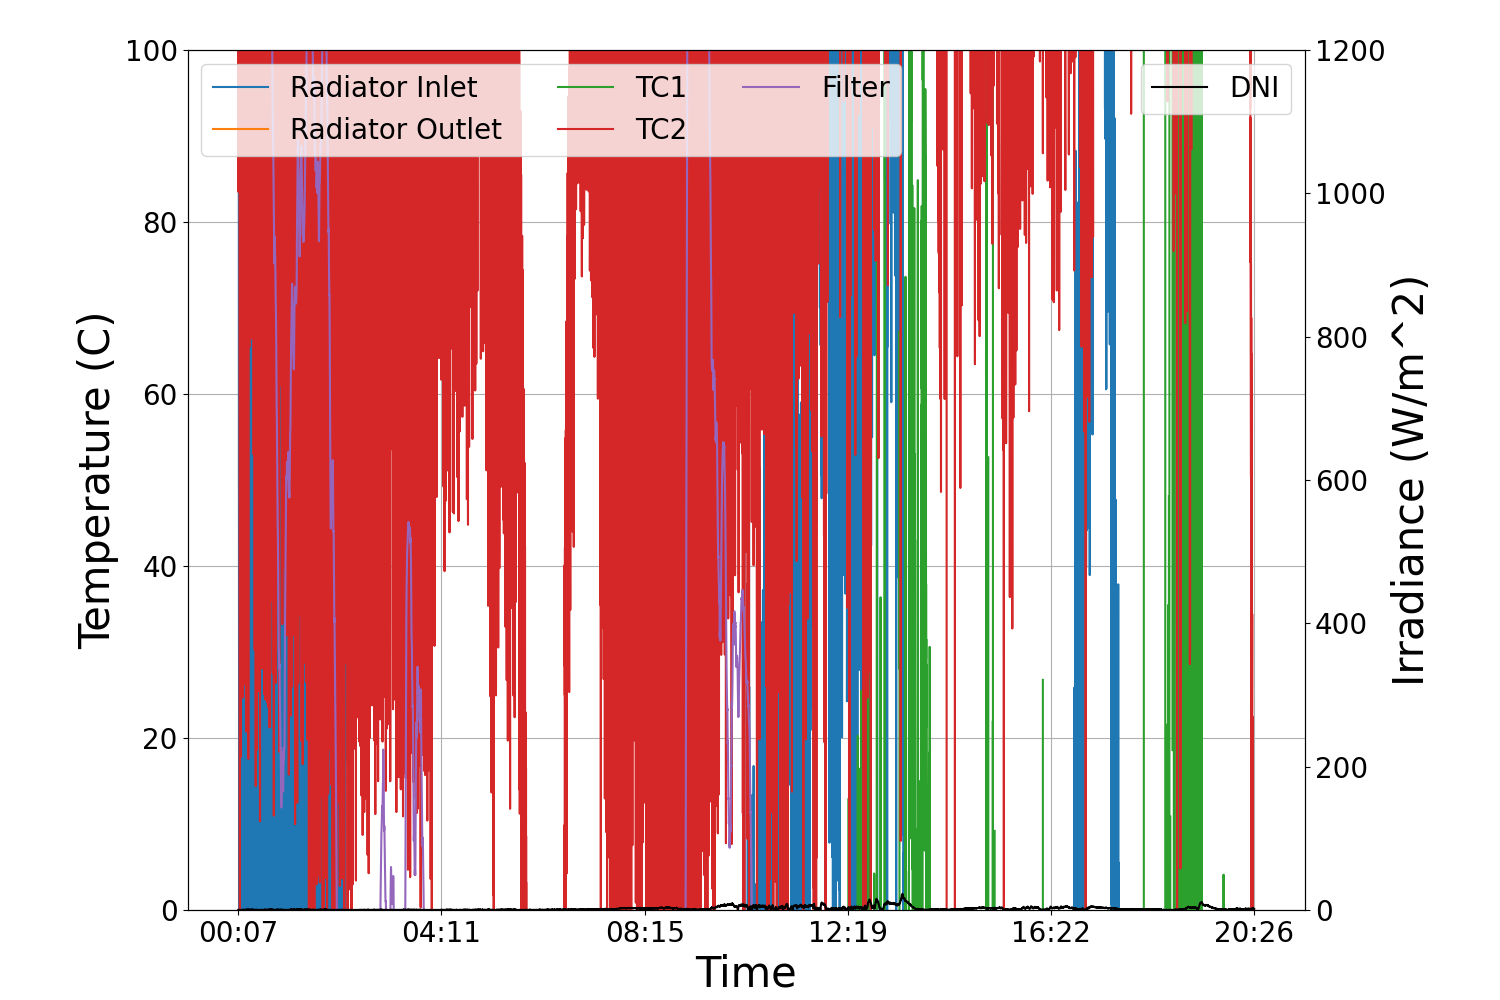 100
80
60
40
20
0
Temperature (C)
Radiator Inlet
Radiator Outlet
TC1
TC2
Filter
DNI
1200
1000
800
600
400
200
0
Irradiance (W/m^2)
00:07 04:11 08:15 12:19 16:22 20:26
Time